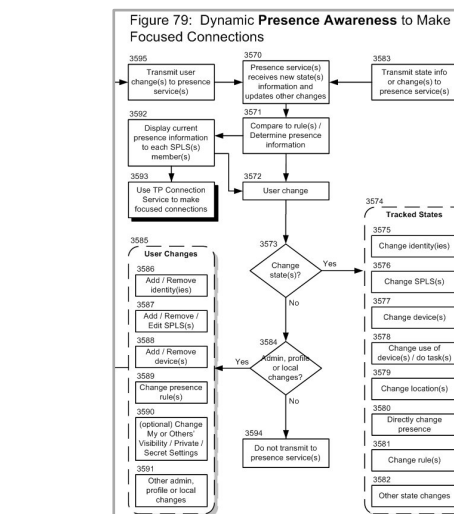 Figure 79:  Dynamic Presence Awareness to Make
Focused Connections
3595
Transmit user
change(s) to presence
service(s)
3570
Presence service(s)
receives new state(s)
information and
updates other changes
3583
Transmit state info
or change(s) to
presence service(s)
3592
Display current
presence information
to each SPLS(s)
member(s)
3571
Compare to rule(s) /
Determine presence
information
3593
Use TP Connection
Service to make
focused connections
3572
User change
3573
Change
state(s)?
Yes
No
3574
Tracked States
3575
Change identity(ies)
3576
Change SPLS(s)
3577
Change device(s)
3578
Change use of
device(s) / do task(s)
3579
Change location(s)
3580
Directly change
presence
3581
Change rule(s)
3582
Other state changes
3584
Admin, profile
or local
changes?
Yes
No
3585
User Changes
3586
Add / Remove
identity(ies)
3587
Add / Remove /
Edit SPLS(s)
3588
Add / Remove
device(s)
3589
Change presence
rule(s)
3590
(optional) Change
My or Others'
Visibility / Private /
Secret Settings
3591
Other admin,
profile or local
changes
3594
Do not transmit to
presence service(s)